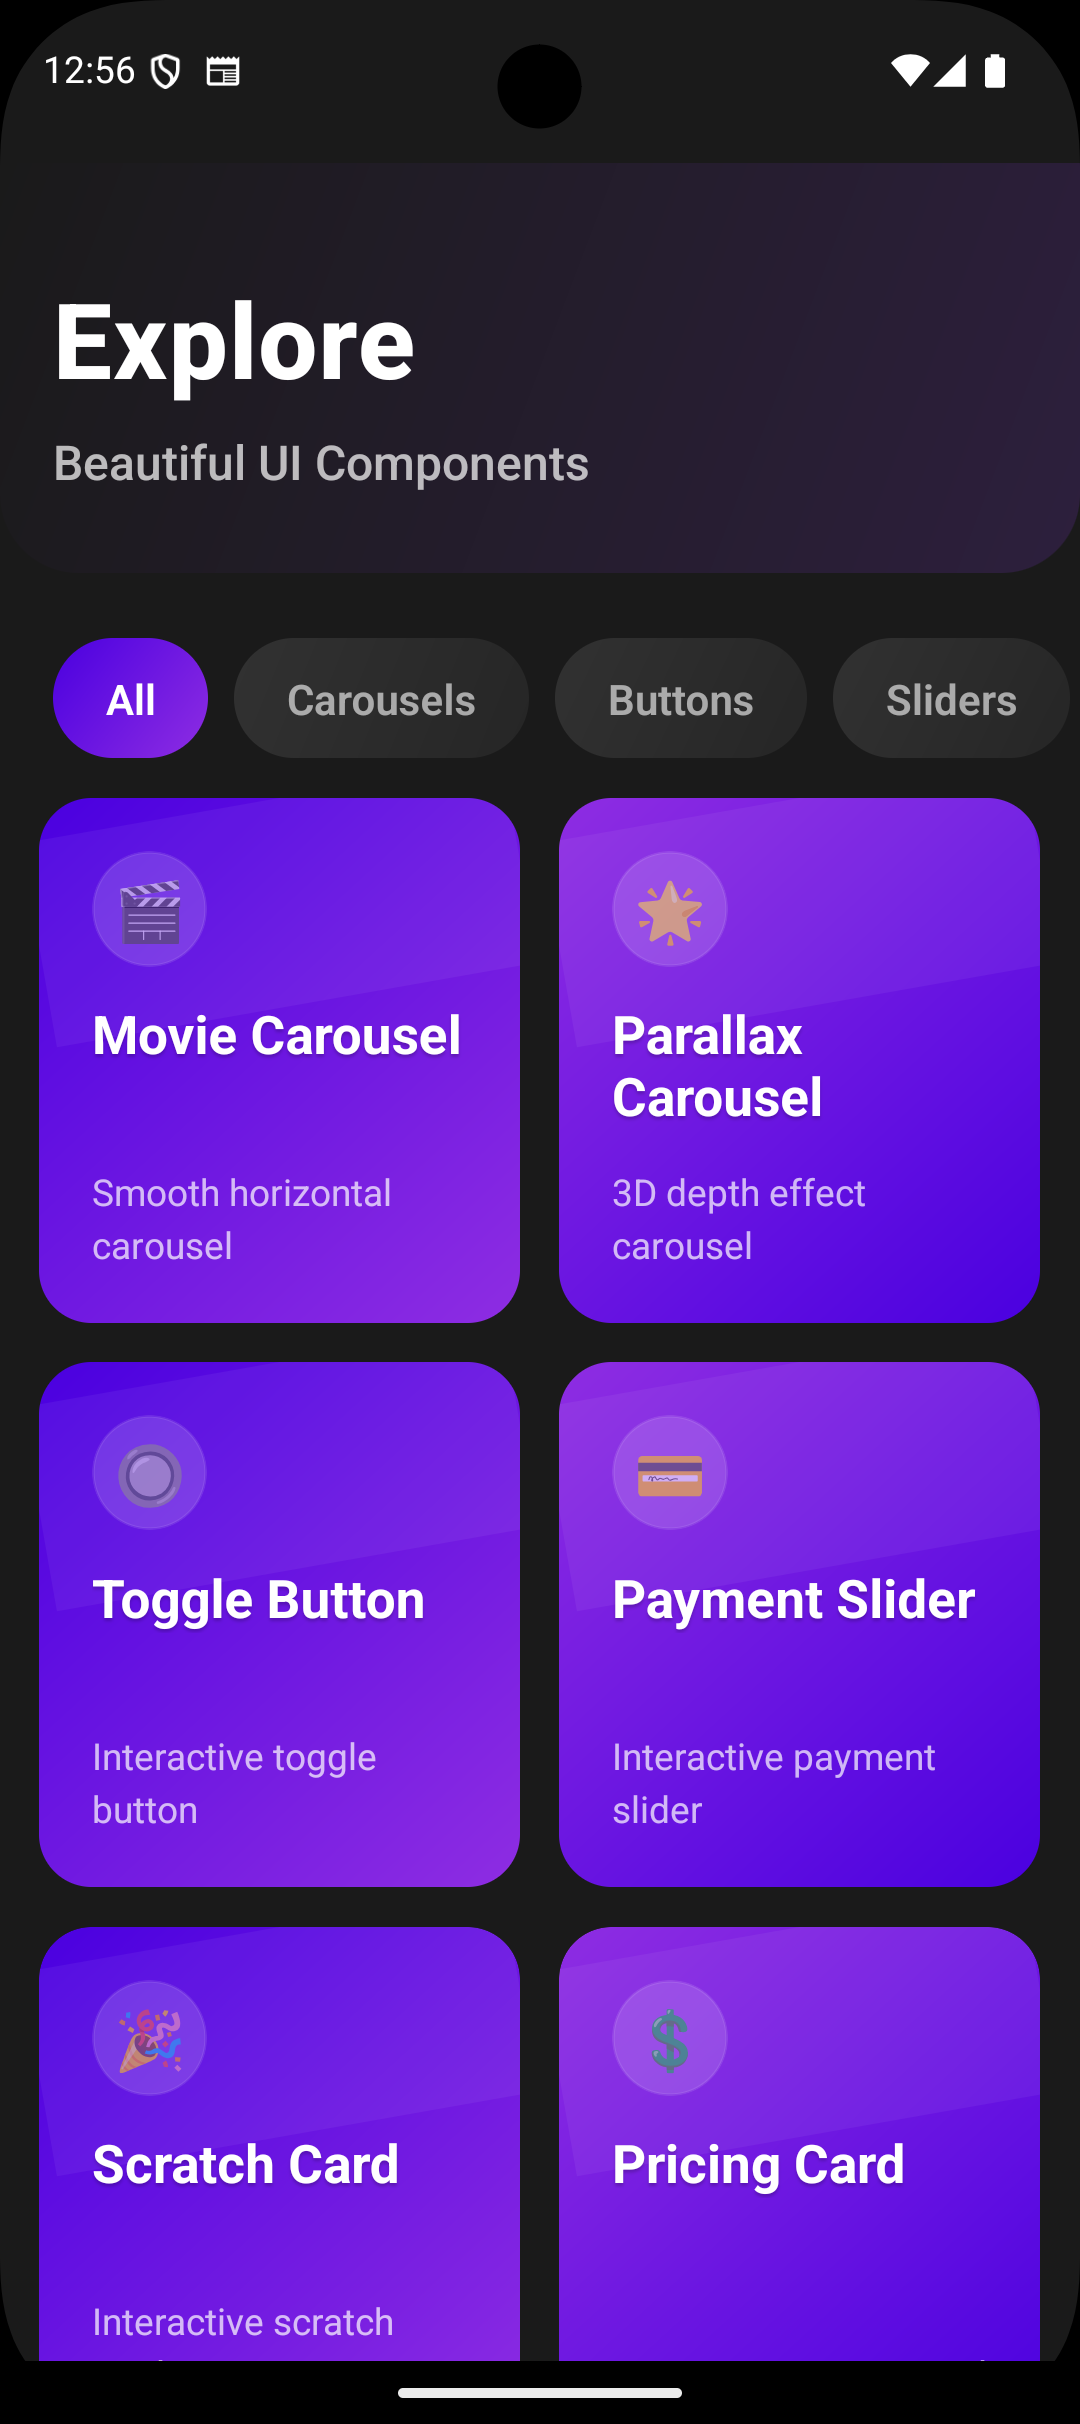 12:56
Explore
Beautiful UI Components
All
Carousels
Buttons
Sliders
Movie Carousel
Smooth horizontal
carousel
Parallax
Carousel
3D depth effect
carousel
Toggle Button
Interactive toggle
button
Payment Slider
Interactive payment
slider
Scratch Card
Interactive scratch
Pricing Card